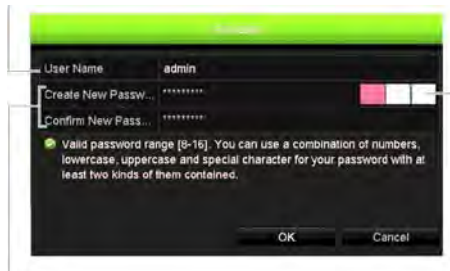 User Name admin
Create New Passw... *********
Confirm New Pass... *********
Valid password range [8-16]. You can use a combination of numbers,
lowercase, uppercase and special character for your password with at
least two kinds of them contained.
OK Cancel